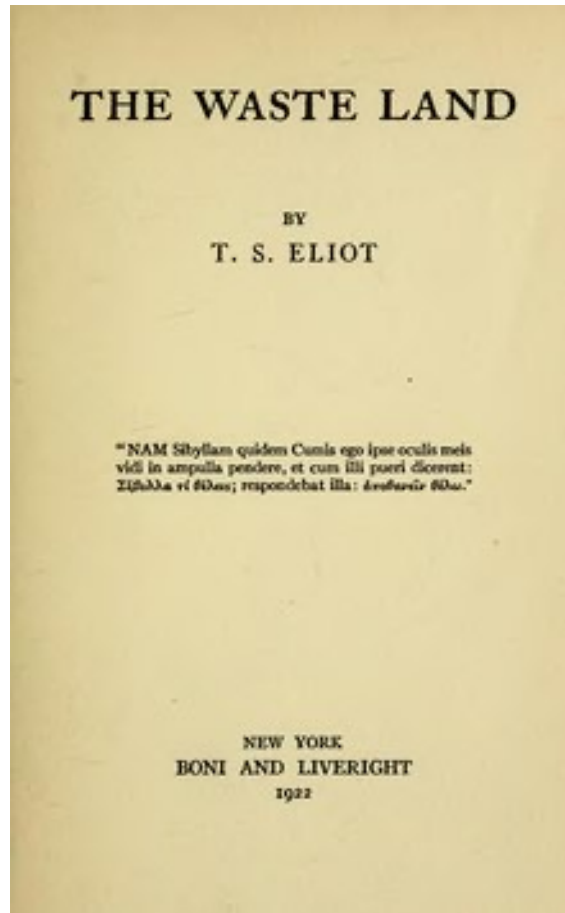 THE WASTE LAND
BY
T. S. ELIOT
"NAM Sibyllam quidem Cumis ego ipse oculis meis
vidi in ampulla pendere, et cum illi pueri dicerent:
Σίβυλλα τί θέλεις; respondebat illa: ἀποθανεῖν θέλω."
NEW YORK
BONI AND LIVERIGHT
1922